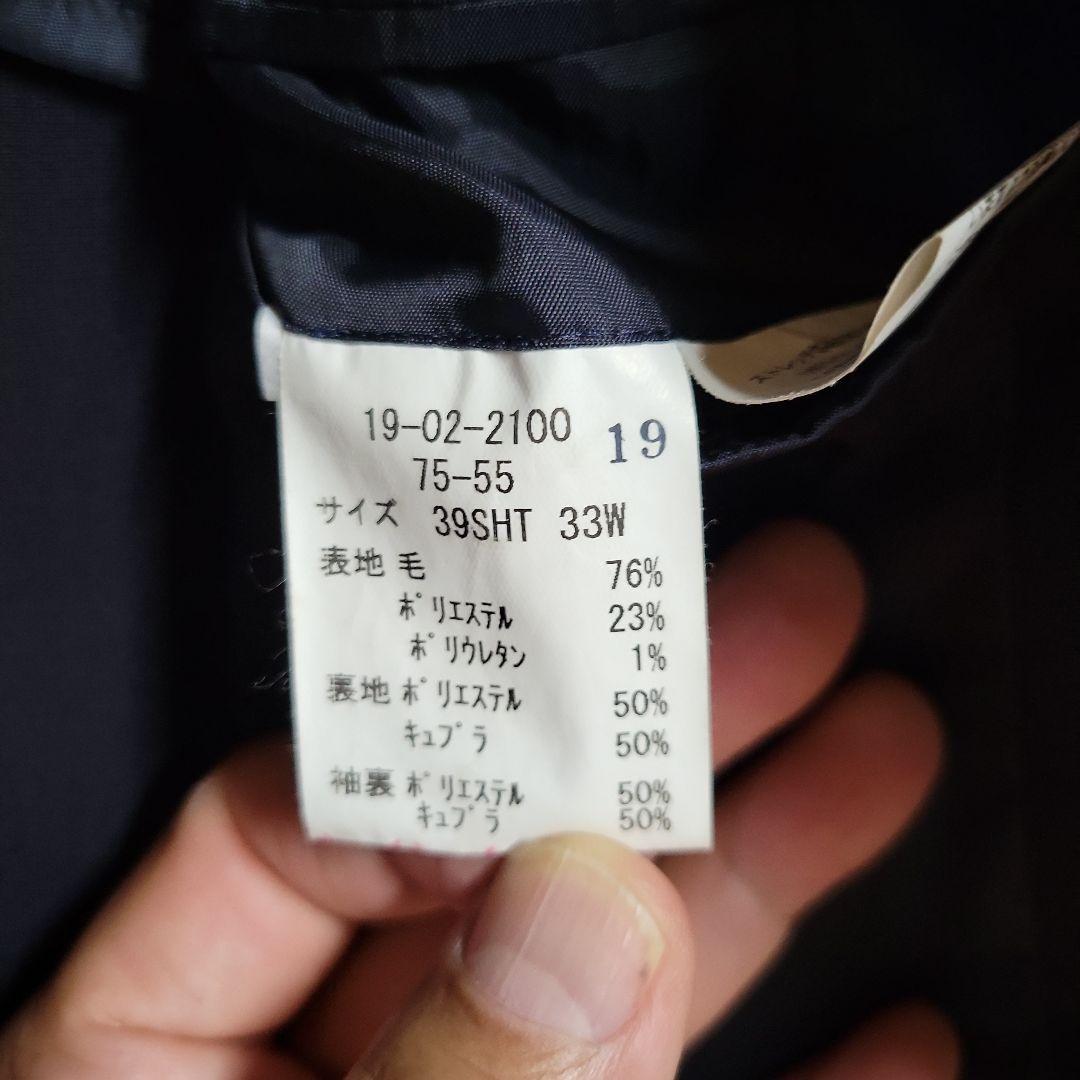 19-02-2100 19
75-55
サイズ 39SHT 33W
表地 毛 76%
ポリエステル 23%
ポリウレタン 1%
裏地 ポリエステル 50%
キュプラ 50%
袖裏 ポリエステル 50%
キュプラ 50%